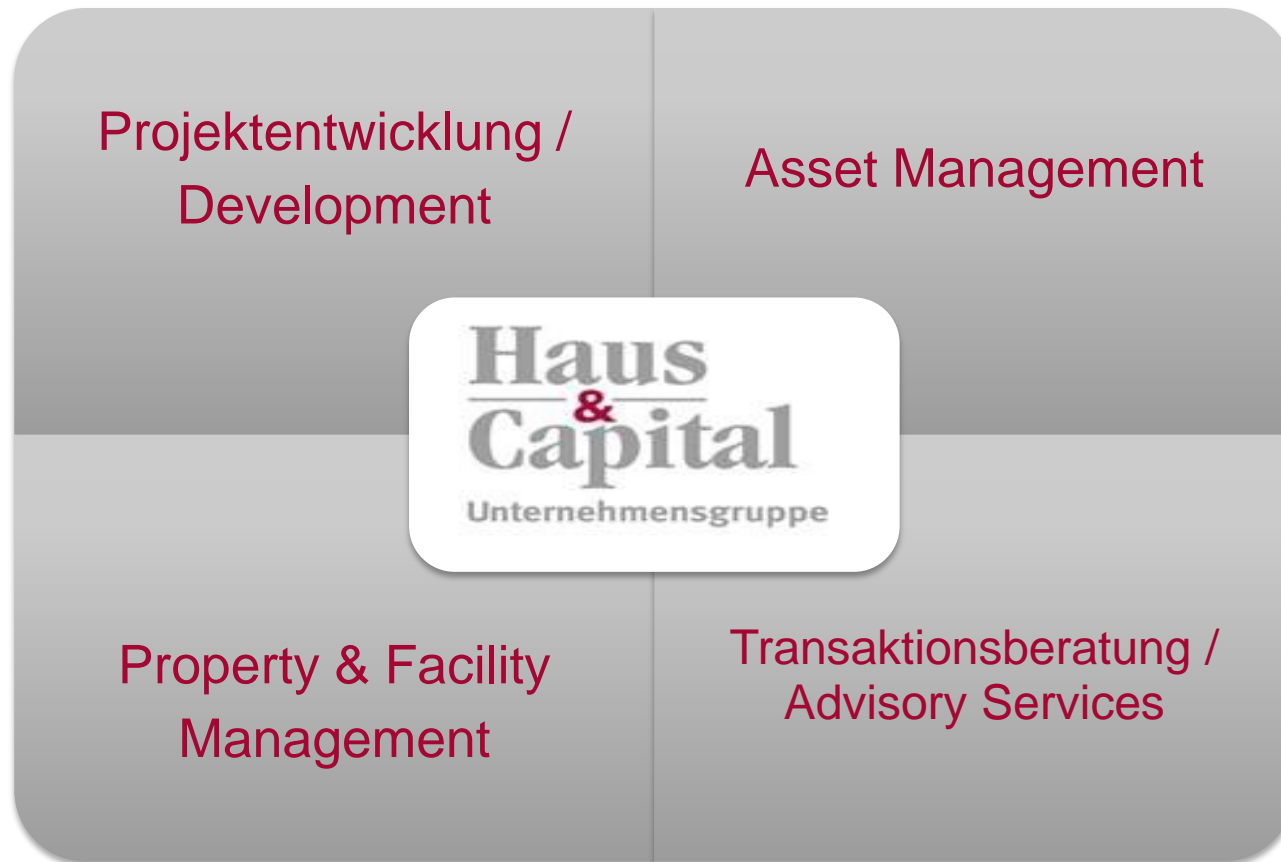 Projektentwicklung /
Development
Asset Management
Haus
&
Capital
Unternehmensgruppe
Property & Facility
Management
Transaktionsberatung /
Advisory Services